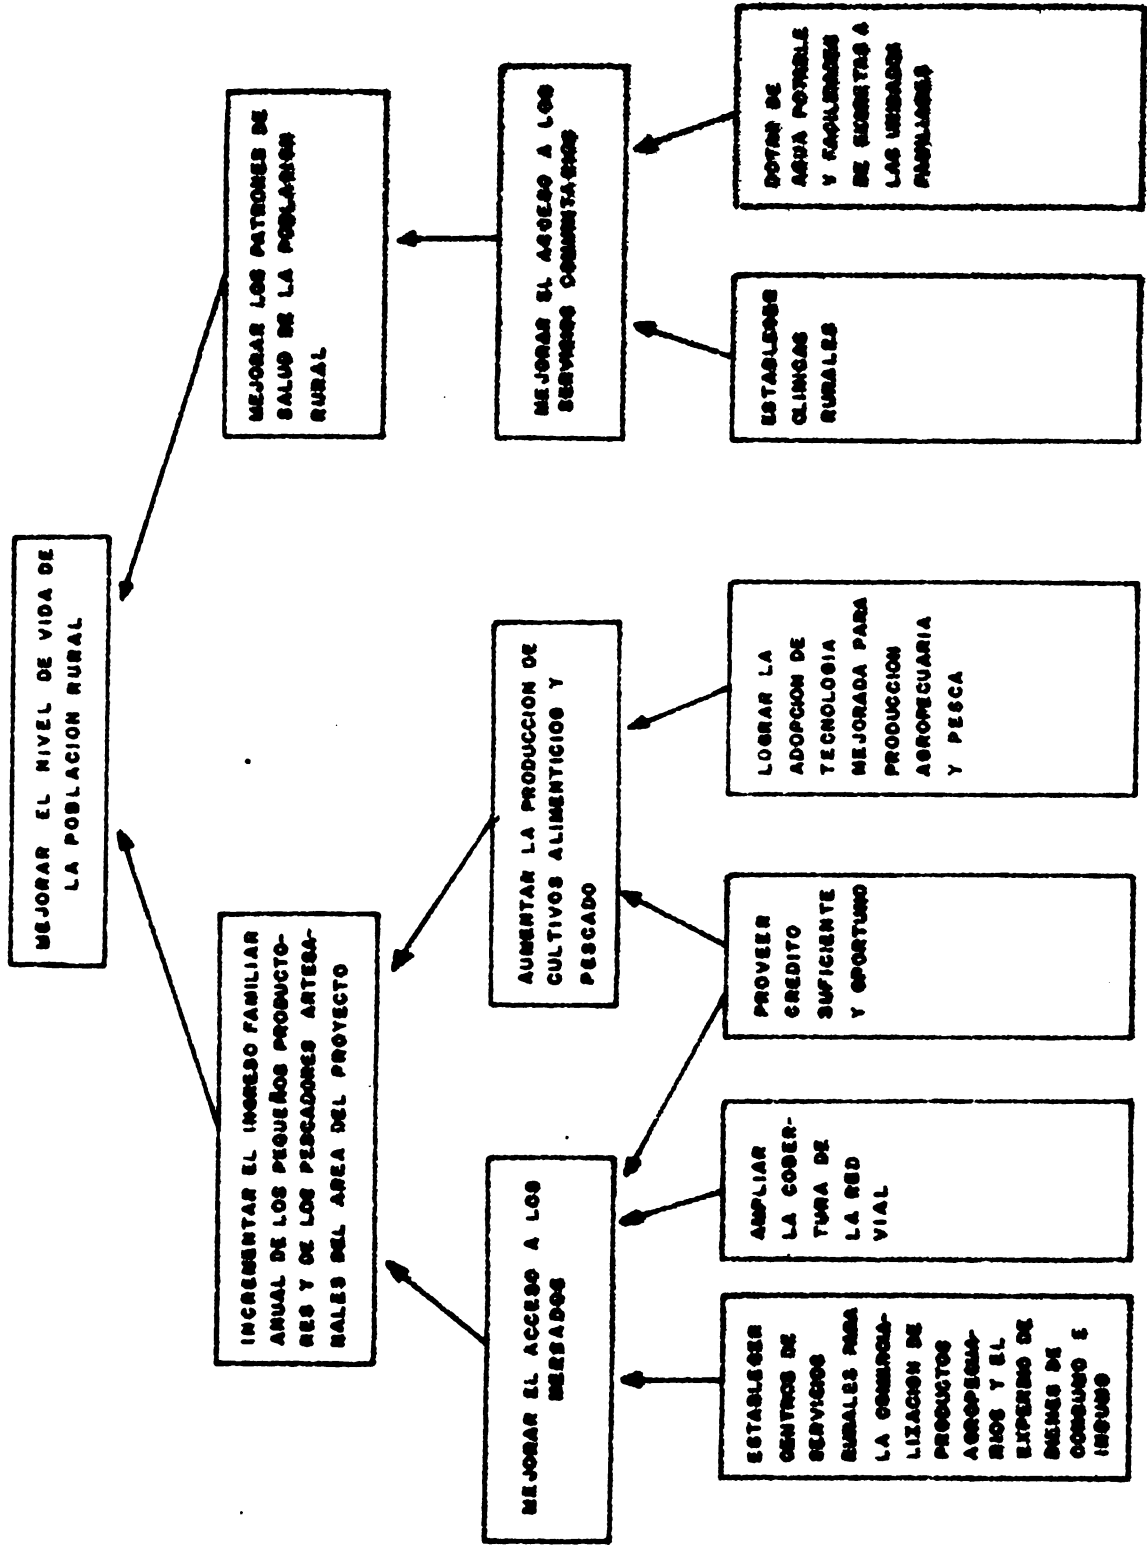 MEJORAR EL NIVEL DE VIDA DE
LA POBLACION RURAL
INCREMENTAR EL INGRESO FAMILIAR
ANUAL DE LOS PEQUEÑOS PRODUCTO-
RES Y DE LOS PESCADORES ARTESA-
NALES DEL AREA DEL PROYECTO
MEJORAR LOS PATRONES DE
SALUD DE LA POBLACION
RURAL
MEJORAR EL ACCESO A LOS
MERCADOS
AUMENTAR LA PRODUCCION DE
CULTIVOS ALIMENTICIOS Y
PESCADO
MEJORAR EL ACCESO A LOS
SERVICIOS COMUNITARIOS
ESTABLECER
CENTROS DE
SERVICIOS
RURALES PARA
LA COMERCIA-
LIZACION DE
PRODUCTOS
AGROPECUA-
RIOS Y EL
EXPENDIO DE
BIENES DE
CONSUMO E
INSUMO
AMPLIAR
LA COBER-
TURA DE
LA RED
VIAL
PROVEER
CREDITO
SUFICIENTE
Y OPORTUNO
LOGRAR LA
ADOPCION DE
TECNOLOGIA
MEJORADA PARA
PRODUCCION
AGROPECUARIA
Y PESCA
ESTABLECER
CLINICAS
RURALES
DOTAR DE
AGUA POTABLE
Y FACILIDADES
DE EXCRETAS A
LAS UNIDADES
FAMILIARES